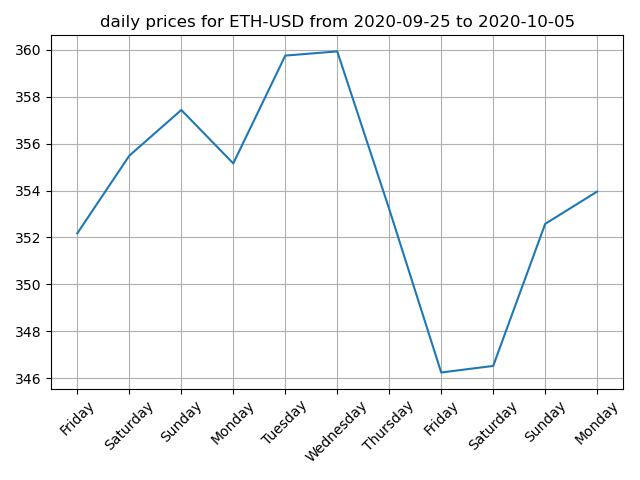 daily prices for ETH-USD from 2020-09-25 to 2020-10-05
360
358
356
354
352
350
348
346
Friday
Saturday
Sunday
Monday
Tuesday
Wednesday
Thursday
Friday
Saturday
Sunday
Monday